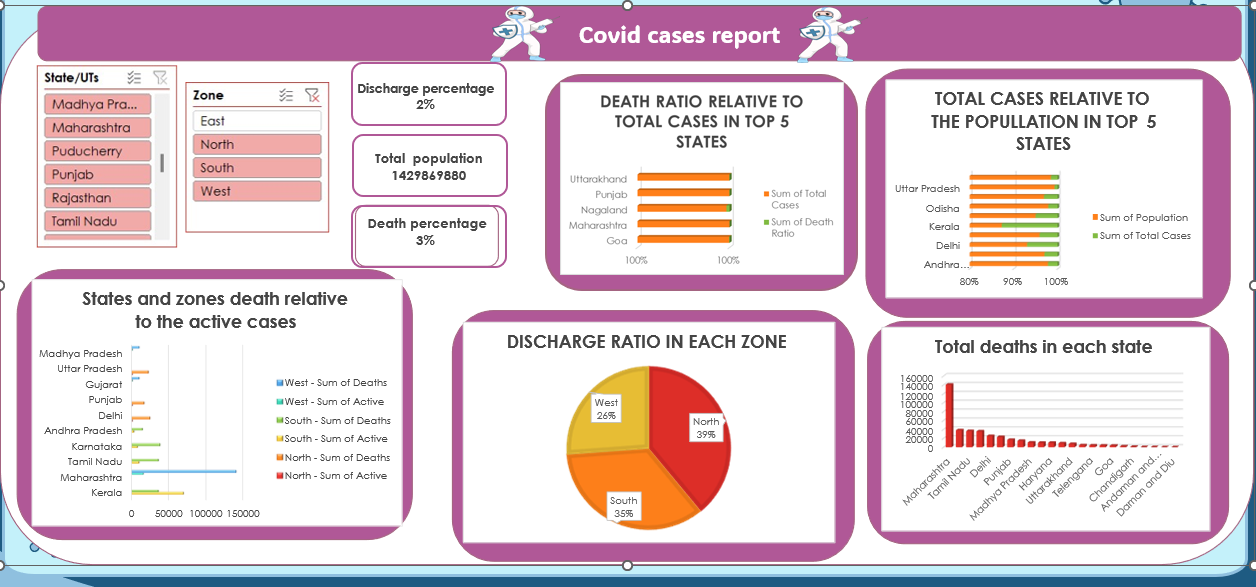 Covid cases report
State/UTs
Madhya Pra...
Maharashtra
Puducherry
Punjab
Rajasthan
Tamil Nadu
Zone
East
North
South
West
Discharge percentage
2%
Total population
1429869880
Death percentage
3%
DEATH RATIO RELATIVE TO
TOTAL CASES IN TOP 5
STATES
Uttarakhand
Punjab
Nagaland
Maharashtra
Goa
100%
100%
Sum of Total
Cases
Sum of Death
Ratio
TOTAL CASES RELATIVE TO
THE POPULLATION IN TOP 5
STATES
Uttar Pradesh
Odisha
Kerala
Delhi
Andhra...
80%
90%
100%
Sum of Population
Sum of Total Cases
States and zones death relative
to the active cases
Madhya Pradesh
Uttar Pradesh
Gujarat
Punjab
Delhi
Andhra Pradesh
Karnataka
Tamil Nadu
Maharashtra
Kerala
0
50000
100000
150000
West - Sum of Deaths
West - Sum of Active
South - Sum of Deaths
South - Sum of Active
North - Sum of Deaths
North - Sum of Active
DISCHARGE RATIO IN EACH ZONE
West
26%
North
39%
South
35%
Total deaths in each state
160000
140000
120000
100000
80000
60000
40000
20000
0
Maharashtra
Tamil Nadu
Delhi
Punjab
Madhya Pradesh
Haryana
Uttarakhand
Telengana
Goa
Chandigarh
Andaman and...
Daman and Diu